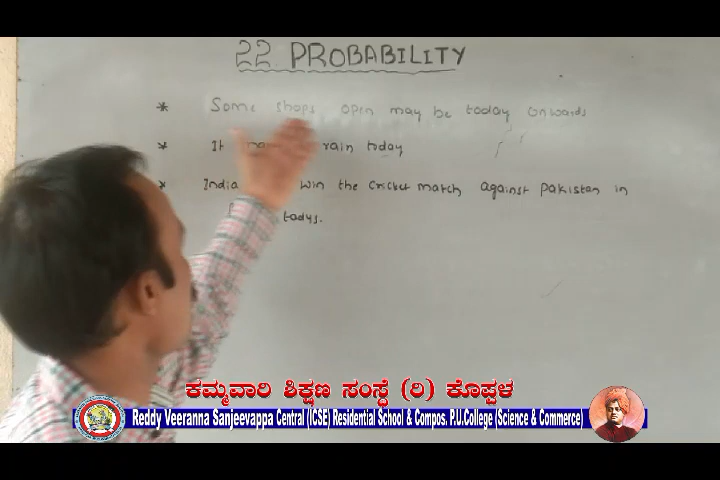 22. PROBABILITY
* Some shops open may be today onwards
* It rain today
* India win the cricket match against pakistan in
todys.
ಕಮ್ಮವಾರಿ ಶಿಕ್ಷಣ ಸಂಸ್ಥೆ (ರಿ) ಕೊಪ್ಪಳ
Reddy Veeranna Sanjeevappa Central (ICSE) Residential School & Compos. P.U.College (Science & Commerce)